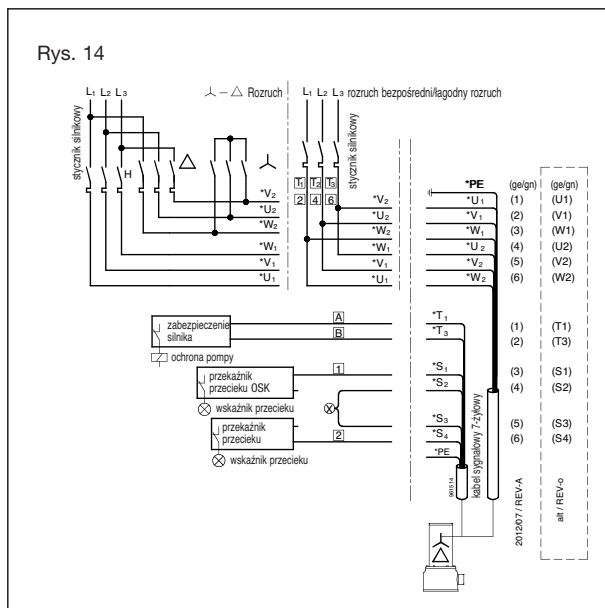 Rys. 14
L1 L2 L3
⅄ – △ Rozruch
L1 L2 L3 rozruch bezpośredni/łagodny rozruch
stycznik silnikowy
H
△
⅄
stycznik silnikowy
T1 T2 T3
2 4 6
*V2
*U2
*W2
*W1
*V1
*U1
*V2
*U2
*W2
*W1
*V1
*U1
*PE (ge/gn) (ge/gn)
*U1 (1) (U1)
*V1 (2) (V1)
*W1 (3) (W1)
*U2 (4) (U2)
*V2 (5) (V2)
*W2 (6) (W2)
zabezpieczenie
silnika
A
B
ochrona pompy
*T1 (1) (T1)
*T3 (2) (T3)
przekaźnik
przecieku OSK
1
wskaźnik przecieku
*S1 (3) (S1)
*S2 (4) (S2)
przekaźnik
przecieku
2
wskaźnik przecieku
*S3 (5) (S3)
*S4 (6) (S4)
*PE
961514
kabel sygnałowy 7-żyłowy
2012/07 / REV-A
alt / REV-o